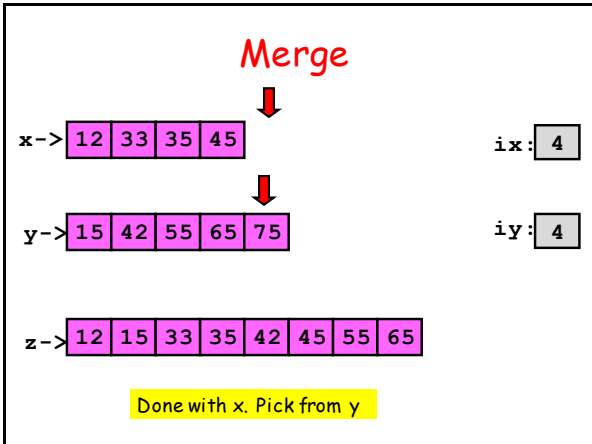 Merge
x-> 12 33 35 45 ix: 4
y-> 15 42 55 65 75 iy: 4
z-> 12 15 33 35 42 45 55 65
Done with x. Pick from y